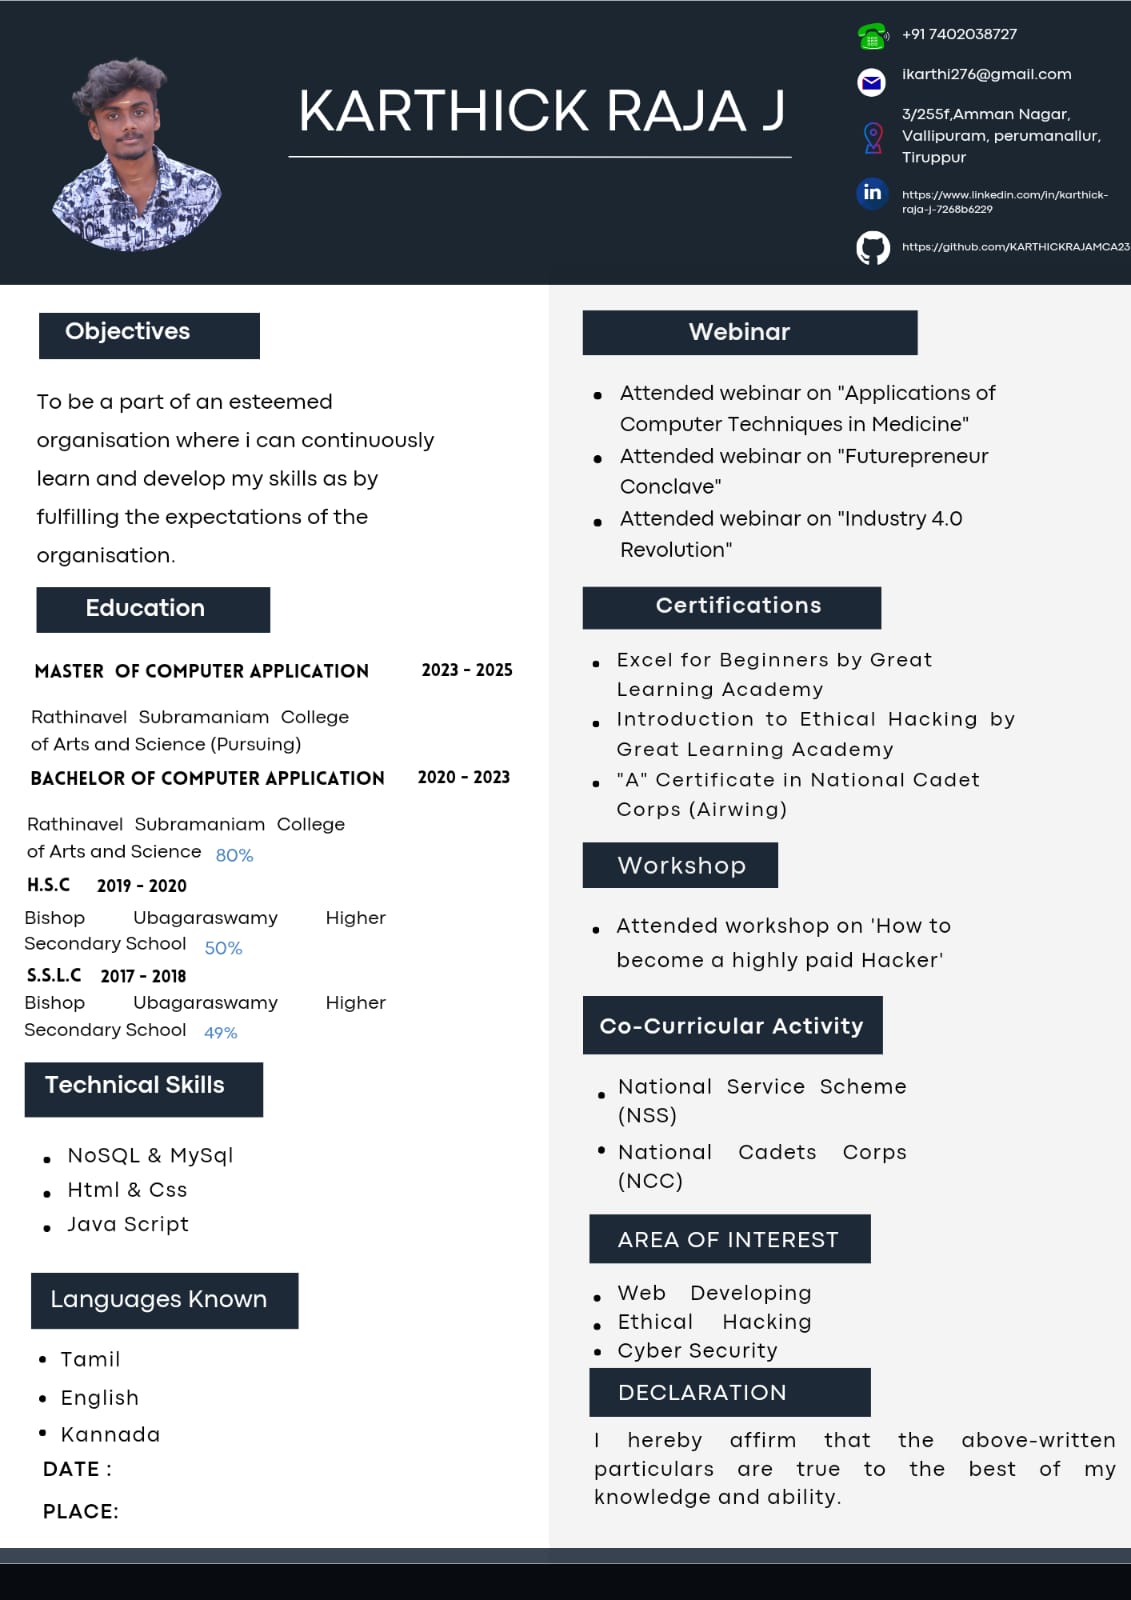 KARTHICK RAJA J
+91 7402038727
ikarthi276@gmail.com
3/255f,Amman Nagar,
Vallipuram, perumanallur,
Tiruppur
in
https://www.linkedin.com/in/karthick-
raja-j-7268b6229
https://github.com/KARTHICKRAJAMCA23
Objectives
To be a part of an esteemed
organisation where i can continuously
learn and develop my skills as by
fulfilling the expectations of the
organisation.
Education
MASTER OF COMPUTER APPLICATION 2023 - 2025
Rathinavel Subramaniam College
of Arts and Science (Pursuing)
BACHELOR OF COMPUTER APPLICATION 2020 - 2023
Rathinavel Subramaniam College
of Arts and Science 80%
H.S.C 2019 - 2020
Bishop Ubagaraswamy Higher
Secondary School 50%
S.S.L.C 2017 - 2018
Bishop Ubagaraswamy Higher
Secondary School 49%
Technical Skills
• NoSQL & MySql
• Html & Css
• Java Script
Languages Known
• Tamil
• English
• Kannada
DATE :
PLACE:
Webinar
• Attended webinar on "Applications of
Computer Techniques in Medicine"
• Attended webinar on "Futurepreneur
Conclave"
• Attended webinar on "Industry 4.0
Revolution"
Certifications
• Excel for Beginners by Great
Learning Academy
• Introduction to Ethical Hacking by
Great Learning Academy
• "A" Certificate in National Cadet
Corps (Airwing)
Workshop
• Attended workshop on 'How to
become a highly paid Hacker'
Co-Curricular Activity
• National Service Scheme
(NSS)
• National Cadets Corps
(NCC)
AREA OF INTEREST
• Web Developing
• Ethical Hacking
• Cyber Security
DECLARATION
I hereby affirm that the above-written
particulars are true to the best of my
knowledge and ability.